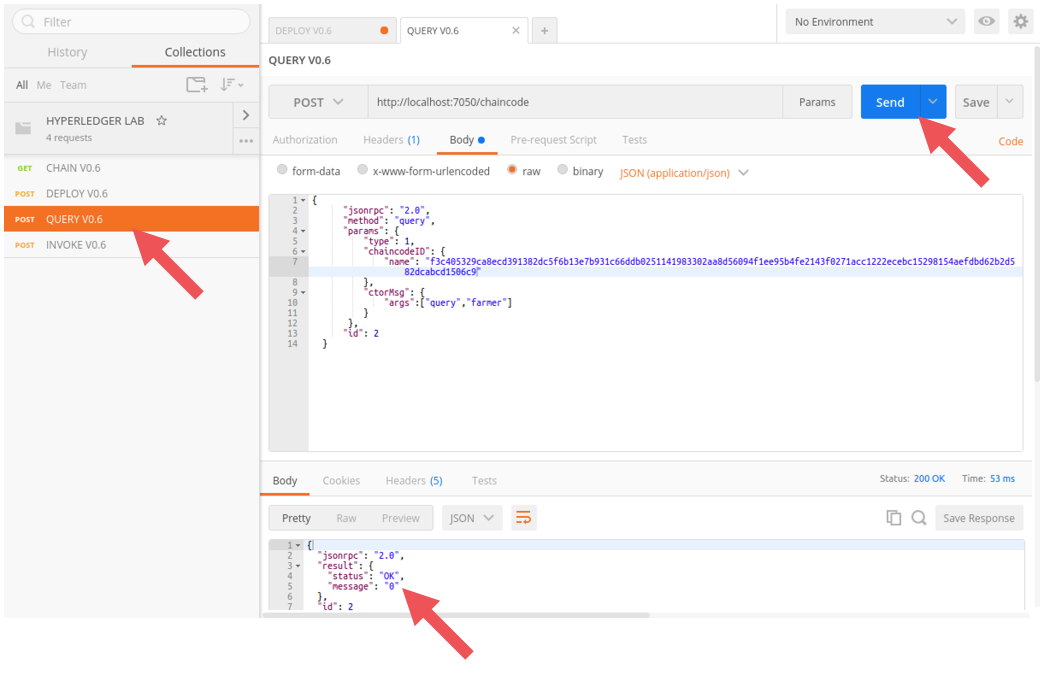 Filter
History Collections
All Me Team
HYPERLEDGER LAB
4 requests
GET CHAIN V0.6
POST DEPLOY V0.6
POST QUERY V0.6
POST INVOKE V0.6
DEPLOY V0.6 QUERY V0.6
No Environment
QUERY V0.6
POST http://localhost:7050/chaincode Params Send Save
Authorization Headers (1) Body Pre-request Script Tests Code
form-data x-www-form-urlencoded raw binary JSON (application/json)
1 {
2 "jsonrpc": "2.0",
3 "method": "query",
4 "params": {
5 "type": 1,
6 "chaincodeID": {
7 "name": "f3c405329ca8ecd391382dc5f6b13e7b931c66ddb0251141983302aa8d56094f1ee95b4fe2143f0271acc1222ecebc15298154aefdbd62b2d5
82dcabcd1506c9"
8 },
9 "ctorMsg": {
10 "args":["query","farmer"]
11 }
12 },
13 "id": 2
14 }
Body Cookies Headers (5) Tests Status: 200 OK Time: 53 ms
Pretty Raw Preview JSON Save Response
1 {
2 "jsonrpc": "2.0",
3 "result": {
4 "status": "OK",
5 "message": "0"
6 },
7 "id": 2